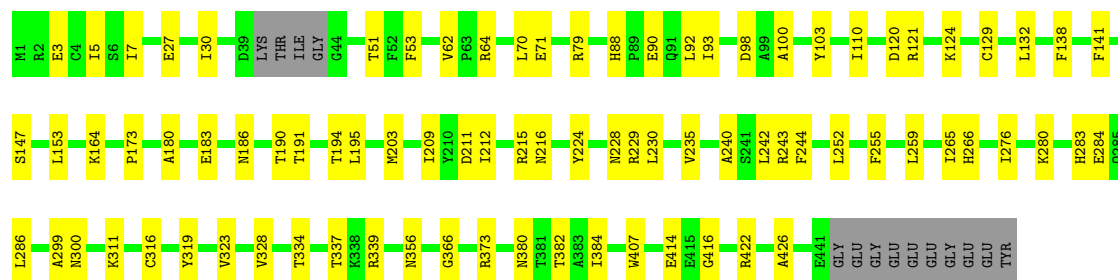 M1 R2 E3 C4 I5 S6 I7 E27 I30 D39 LYS THR ILE GLY G44 T51 F52 F53 V62 P63 R64 L70 E71 R79 H88 P89 E90 Q91 L92 I93 D98 A99 A100 Y103 I110 D120 R121 K124 C129 L132 F138 F141
S147 L153 K164 P173 A180 E183 N186 T190 T191 T194 L195 M203 I209 Y210 D211 I212 R215 N216 Y224 N228 R229 L230 V235 A240 S241 L242 R243 F244 L252 F255 L259 I265 H266 I276 K280 H283 E284 Q285
L286 A299 N300 K311 C316 Y319 V323 V328 T334 T337 K338 R339 N356 G366 R373 N380 T381 T382 A383 I384 W407 E414 E415 G416 R422 A426 E441 GLY GLU GLY GLU GLU GLU GLY GLU GLU TYR